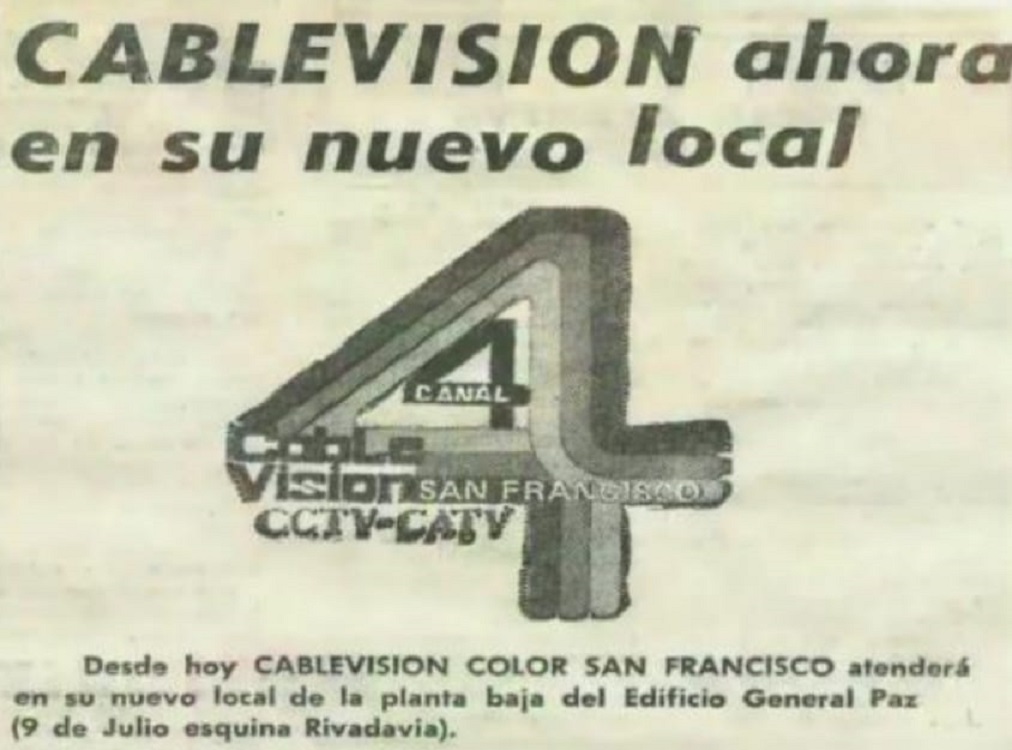 CABLEVISION ahora
en su nuevo local
CANAL
4
Cable
Vision SAN FRANCISCO
CCTV-CATV
Desde hoy CABLEVISION COLOR SAN FRANCISCO atenderá
en su nuevo local de la planta baja del Edificio General Paz
(9 de Julio esquina Rivadavia).